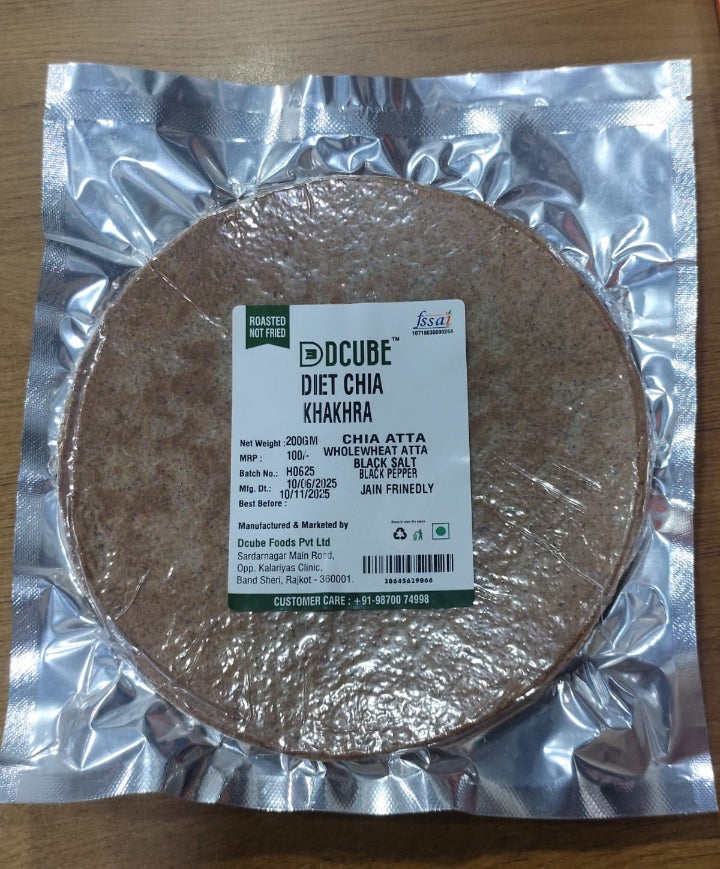 ROASTED
NOT FRIED
fssai
10716030000264
DCUBE™
DIET CHIA
KHAKHRA
Net Weight : 200GM
MRP : 100/-
Batch No.: H0625
Mfg. Dt.: 10/06/2025
Best Before : 10/11/2025
CHIA ATTA
WHOLEWHEAT ATTA
BLACK SALT
BLACK PEPPER
JAIN FRINEDLY
Manufactured & Marketed by
Dcube Foods Pvt Ltd
Sardarnagar Main Road,
Opp. Kalariyas Clinic,
Band Sheri, Rajkot - 360001.
30645629066
CUSTOMER CARE : +91-98700 74998